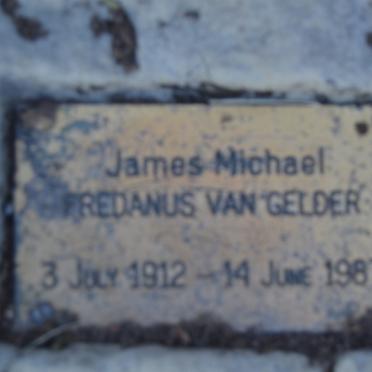 James Michael
FREDANUS VAN GELDER
3 JULY 1912 - 14 JUNE 198